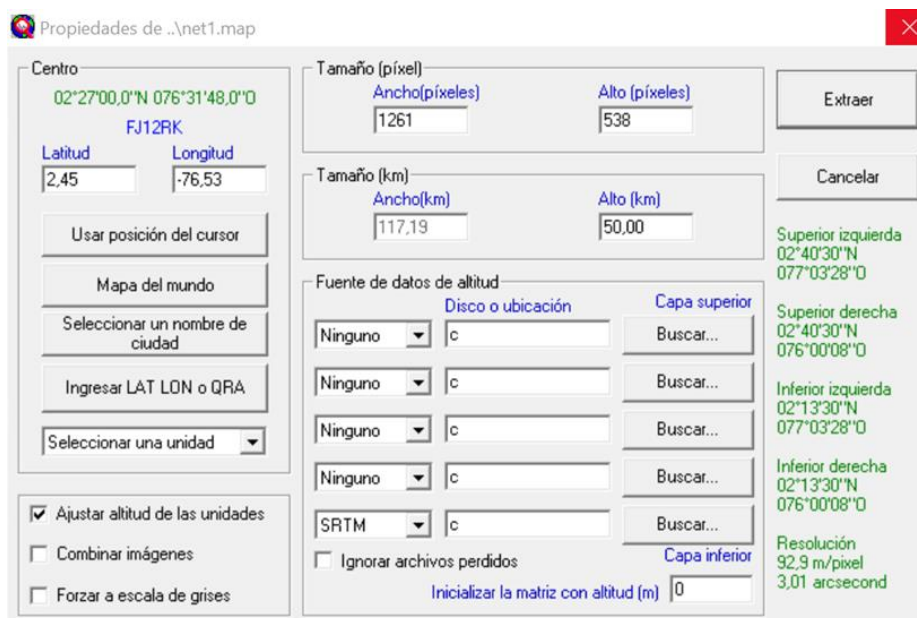 Propiedades de ..\net1.map
Centro
02°27'00,0''N 076°31'48,0''O
FJ12RK
Latitud Longitud
2,45 -76,53
Usar posición del cursor
Mapa del mundo
Seleccionar un nombre de
ciudad
Ingresar LAT LON o QRA
Seleccionar una unidad
Ajustar altitud de las unidades
Combinar imágenes
Forzar a escala de grises
Tamaño (píxel)
Ancho(píxeles) Alto (píxeles)
1261 538
Tamaño (km)
Ancho(km) Alto (km)
117,19 50,00
Fuente de datos de altitud
Disco o ubicación Capa superior
Ninguno c Buscar...
Ninguno c Buscar...
Ninguno c Buscar...
Ninguno c Buscar...
SRTM c Buscar...
Ignorar archivos perdidos Capa inferior
Inicializar la matriz con altitud (m) 0
Extraer
Cancelar
Superior izquierda
02°40'30''N
077°03'28''O
Superior derecha
02°40'30''N
076°00'08''O
Inferior izquierda
02°13'30''N
077°03'28''O
Inferior derecha
02°13'30''N
076°00'08''O
Resolución
92,9 m/pixel
3,01 arcsecond